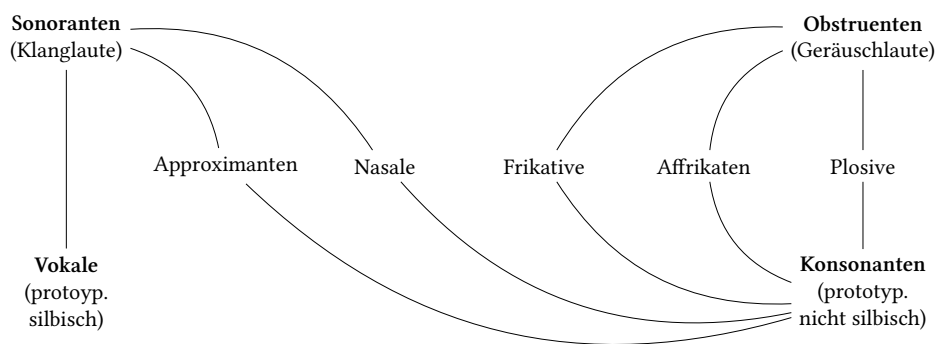 Sonoranten
(Klanglaute)
Obstruenten
(Geräuschlaute)
Approximanten
Nasale
Frikative
Affrikaten
Plosive
Vokale
(protoyp.
silbisch)
Konsonanten
(prototyp.
nicht silbisch)